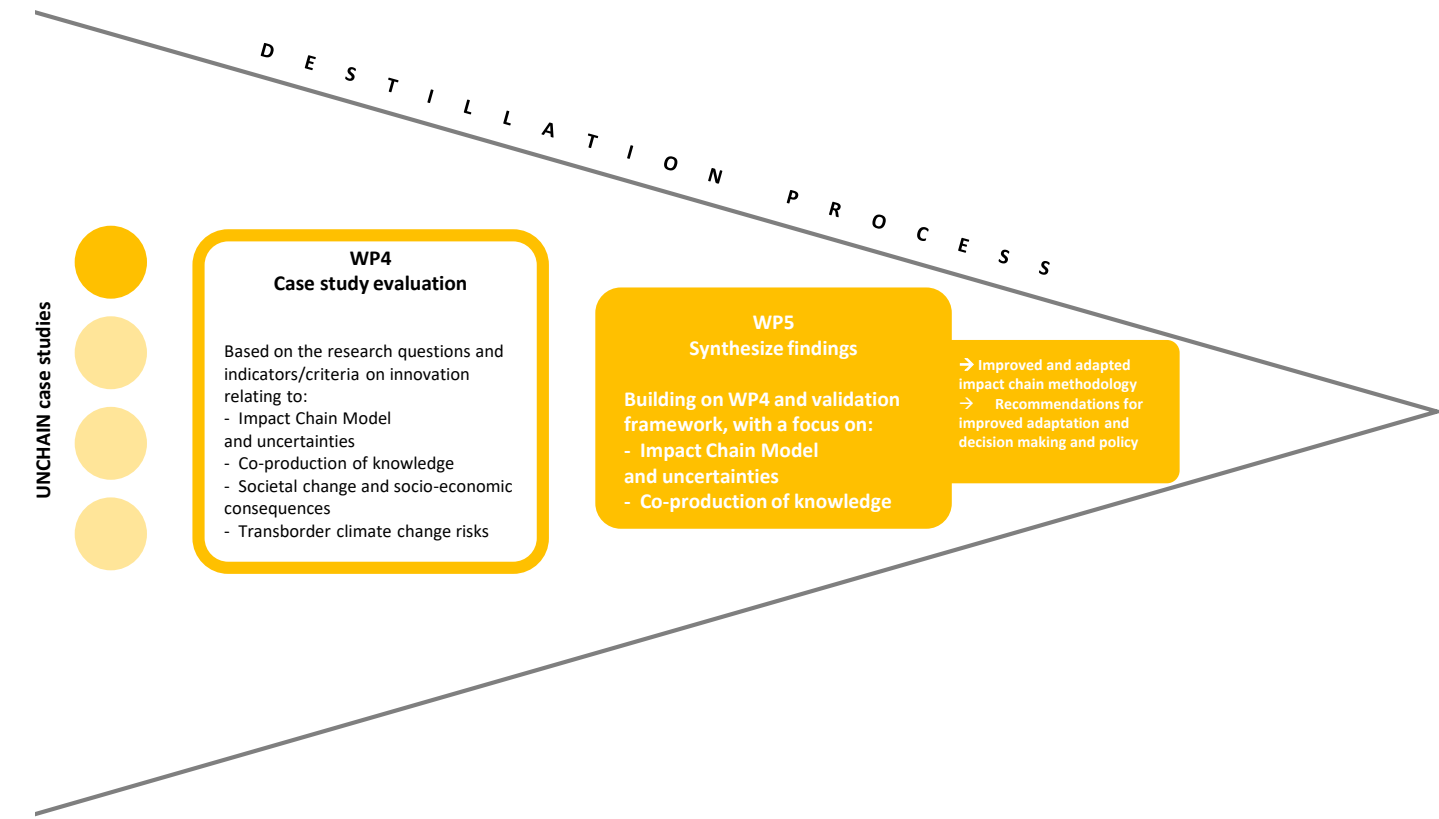 DESTILLATION PROCESS
UNCHAIN case studies
WP4
Case study evaluation
Based on the research questions and
indicators/criteria on innovation
relating to:
- Impact Chain Model
and uncertainties
- Co-production of knowledge
- Societal change and socio-economic
consequences
- Transborder climate change risks
WP5
Synthesize findings
Building on WP4 and validation
framework, with a focus on:
- Impact Chain Model
and uncertainties
- Co-production of knowledge
→ Improved and adapted
impact chain methodology
→ Recommendations for
improved adaptation and
decision making and policy